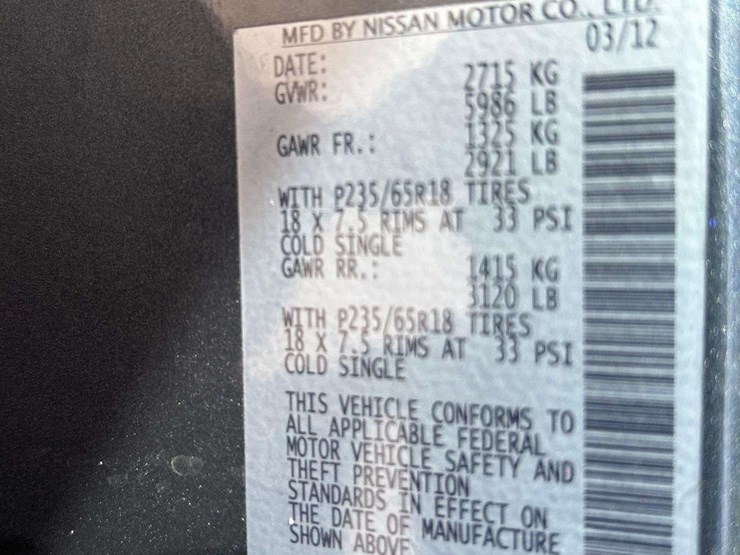 MFD BY NISSAN MOTOR CO., LTD.
DATE: 03/12
GVWR: 2715 KG
5986 LB
GAWR FR.: 1325 KG
2921 LB
WITH P235/65R18 TIRES
18 X 7.5 RIMS AT 33 PSI
COLD SINGLE
GAWR RR.: 1415 KG
3120 LB
WITH P235/65R18 TIRES
18 X 7.5 RIMS AT 33 PSI
COLD SINGLE
THIS VEHICLE CONFORMS TO
ALL APPLICABLE FEDERAL
MOTOR VEHICLE SAFETY AND
THEFT PREVENTION
STANDARDS IN EFFECT ON
THE DATE OF MANUFACTURE
SHOWN ABOVE